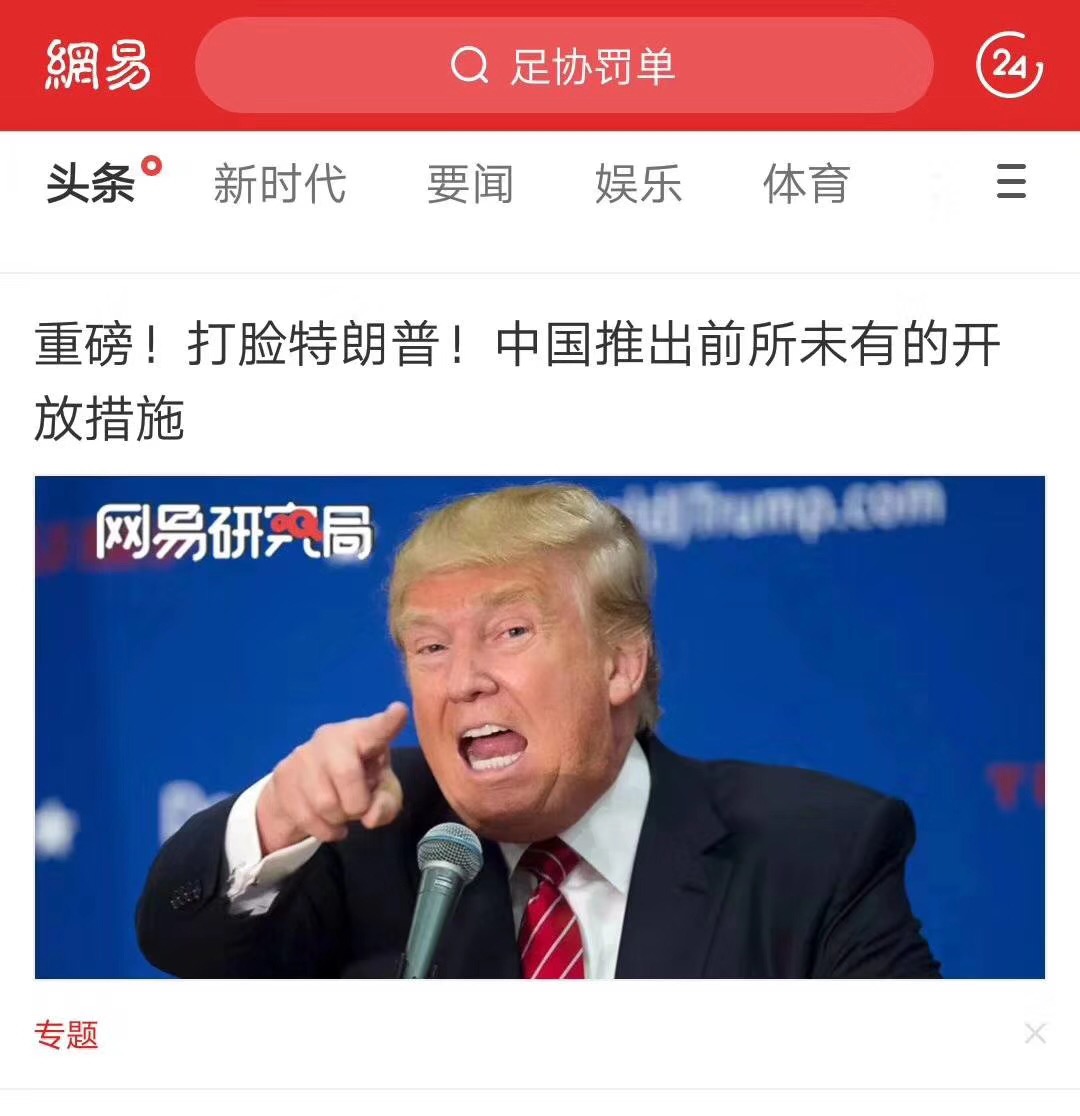 網易
足协罚单
24
头条 新时代 要闻 娱乐 体育
重磅！打脸特朗普！中国推出前所未有的开
放措施
网易研究局
Trump.com
专题